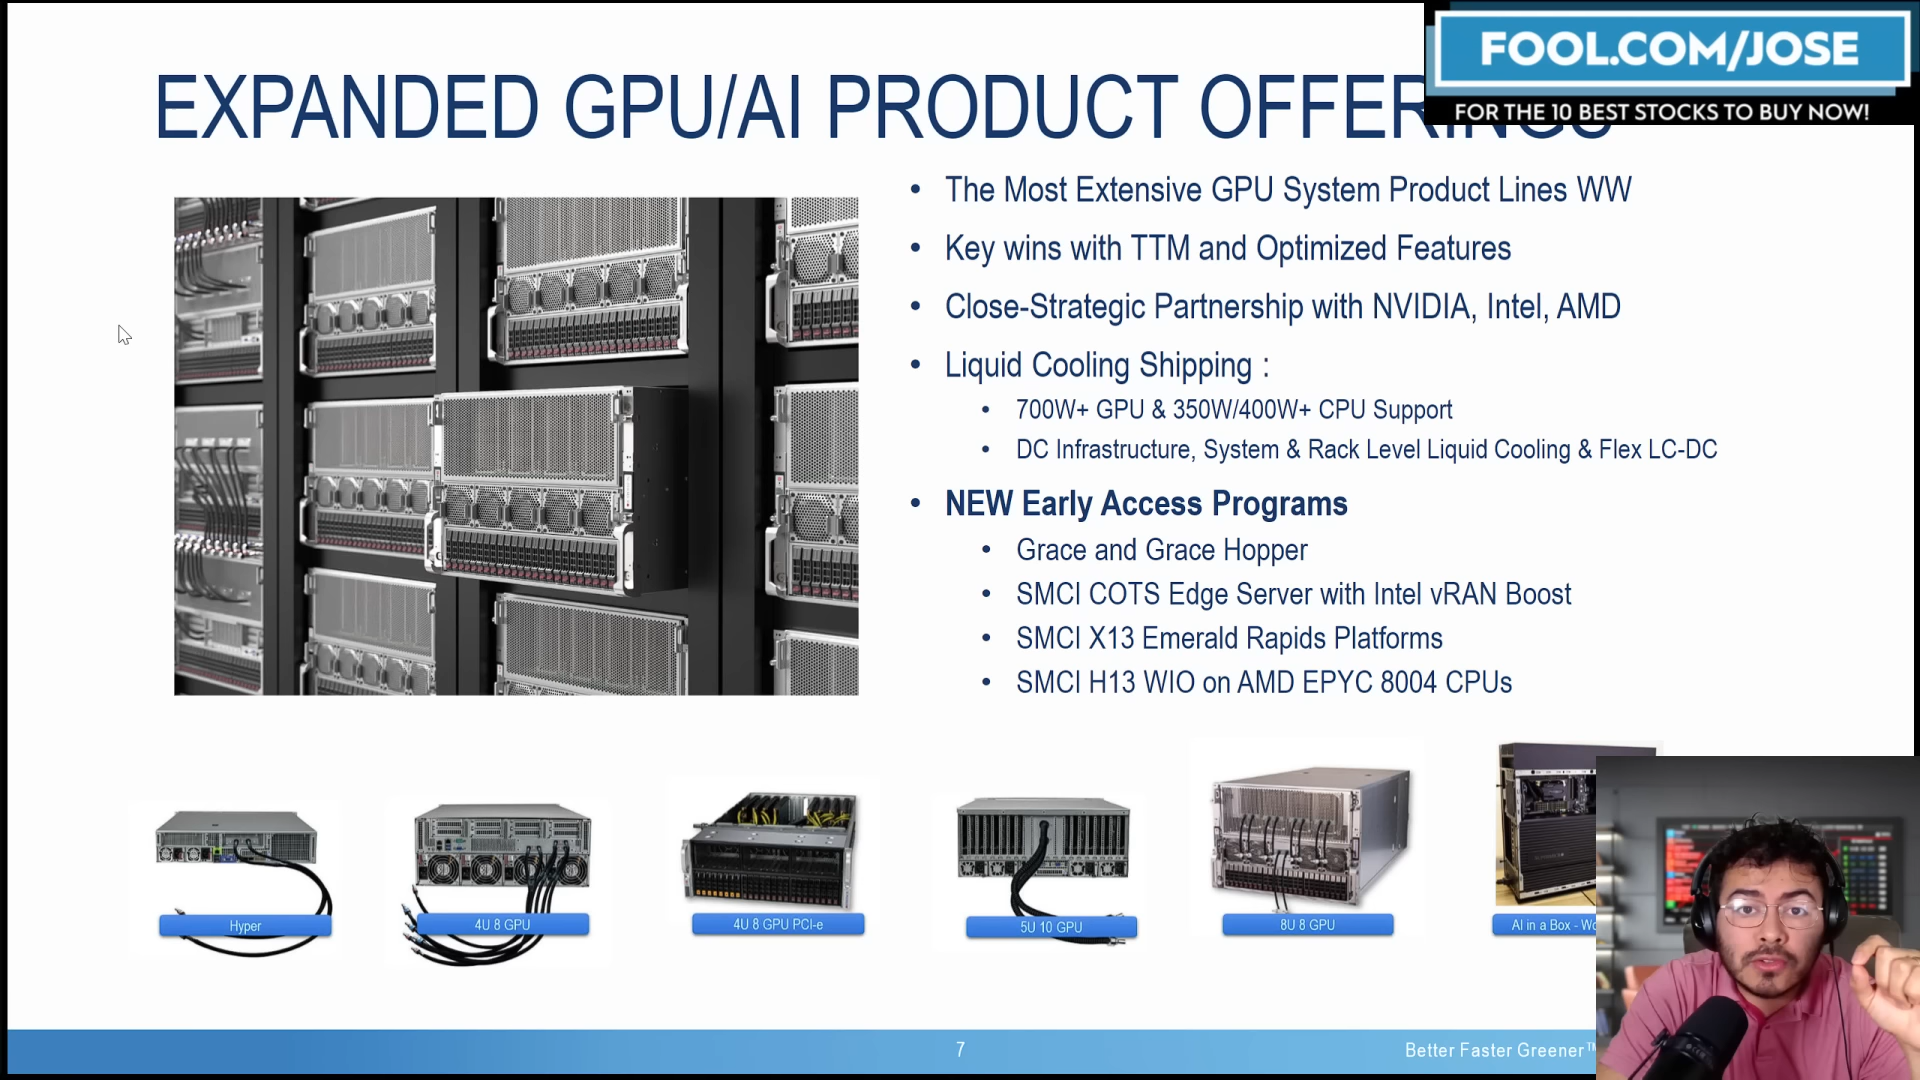 FOOL.COM/JOSE
FOR THE 10 BEST STOCKS TO BUY NOW!
EXPANDED GPU/AI PRODUCT OFFERINGS
• The Most Extensive GPU System Product Lines WW
• Key wins with TTM and Optimized Features
• Close-Strategic Partnership with NVIDIA, Intel, AMD
• Liquid Cooling Shipping :
• 700W+ GPU & 350W/400W+ CPU Support
• DC Infrastructure, System & Rack Level Liquid Cooling & Flex LC-DC
• NEW Early Access Programs
• Grace and Grace Hopper
• SMCI COTS Edge Server with Intel vRAN Boost
• SMCI X13 Emerald Rapids Platforms
• SMCI H13 WIO on AMD EPYC 8004 CPUs
Hyper
4U 8 GPU
4U 8 GPU PCI-e
5U 10 GPU
8U 8 GPU
AI in a Box -
7
Better Faster Greener™